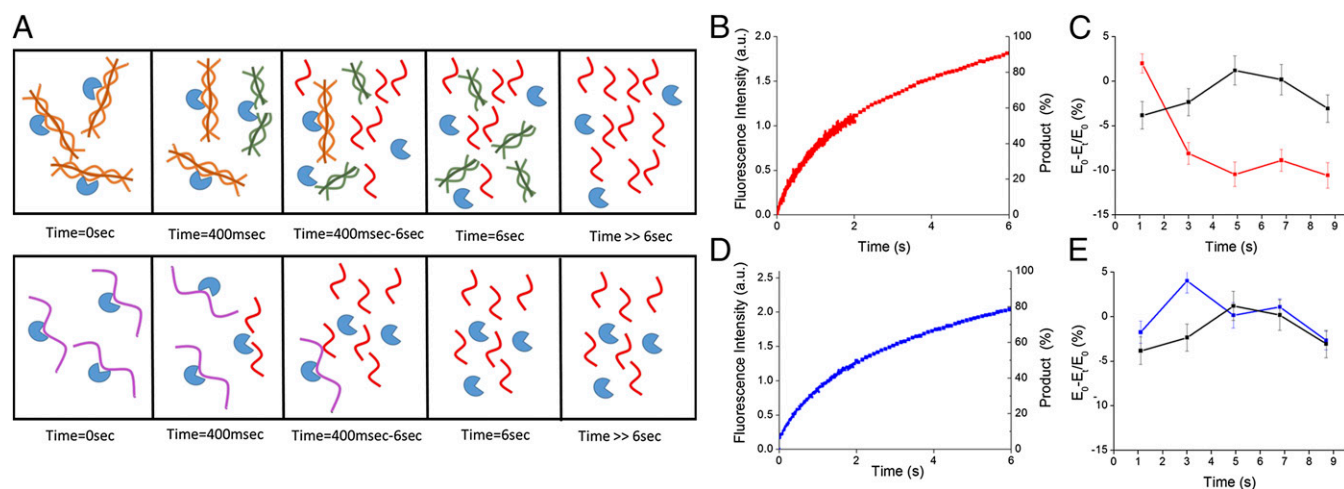 A
Time=0sec Time=400msec Time=400msec-6sec Time=6sec Time >> 6sec
Time=0sec Time=400msec Time=400msec-6sec Time=6sec Time >> 6sec
B
Fluorescence Intensity (a.u.)
2.0
1.5
1.0
0.5
0.0
100
80
60
40
20
0
Product (%)
0 2 4 6
Time (s)
C
E₀-Eₜ/E₀ (%)
5
0
-5
-10
-15
0 1 2 3 4 5 6 7 8 9
Time (s)
D
Fluorescence Intensity (a.u.)
2.5
2.0
1.5
1.0
0.5
0.0
100
80
60
40
20
0
Product (%)
0 2 4 6
Time (s)
E
E₀-Eₜ/E₀ (%)
5
0
-5
-10
-15
0 1 2 3 4 5 6 7 8 9
Time (s)